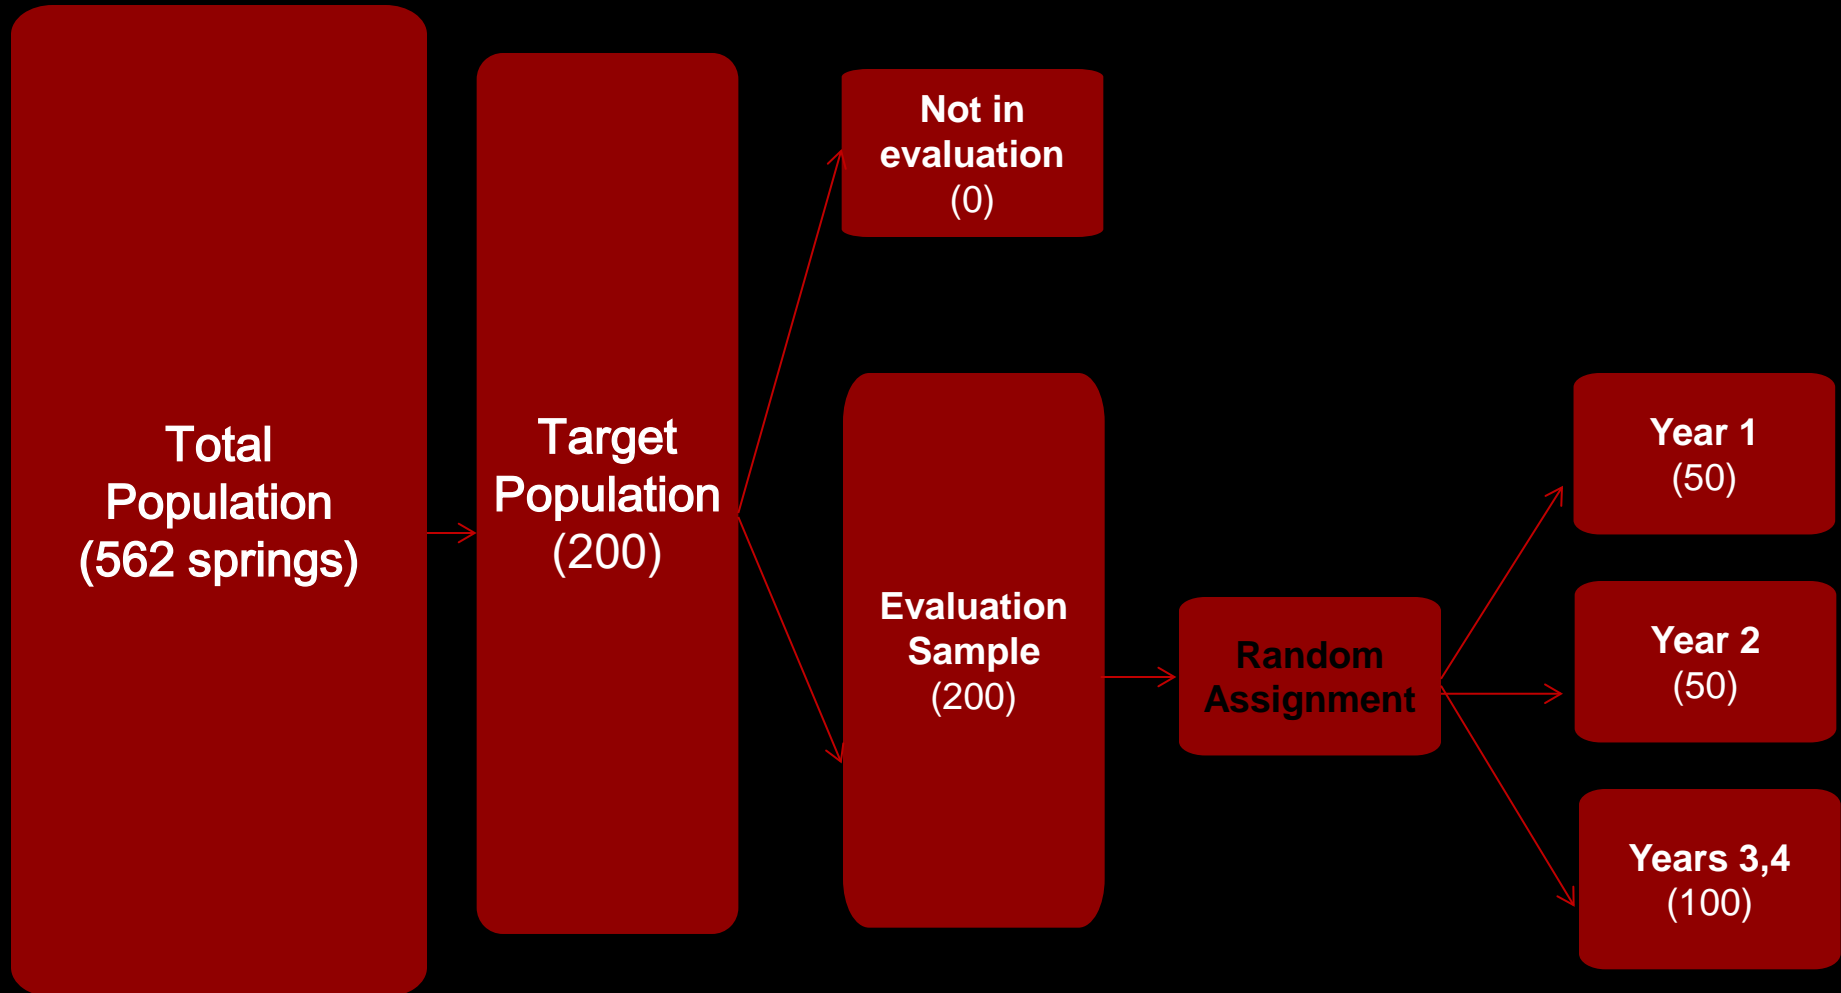 Total
Population
(562 springs)
Target
Population
(200)
Not in
evaluation
(0)
Evaluation
Sample
(200)
Random
Assignment
Year 1
(50)
Year 2
(50)
Years 3,4
(100)